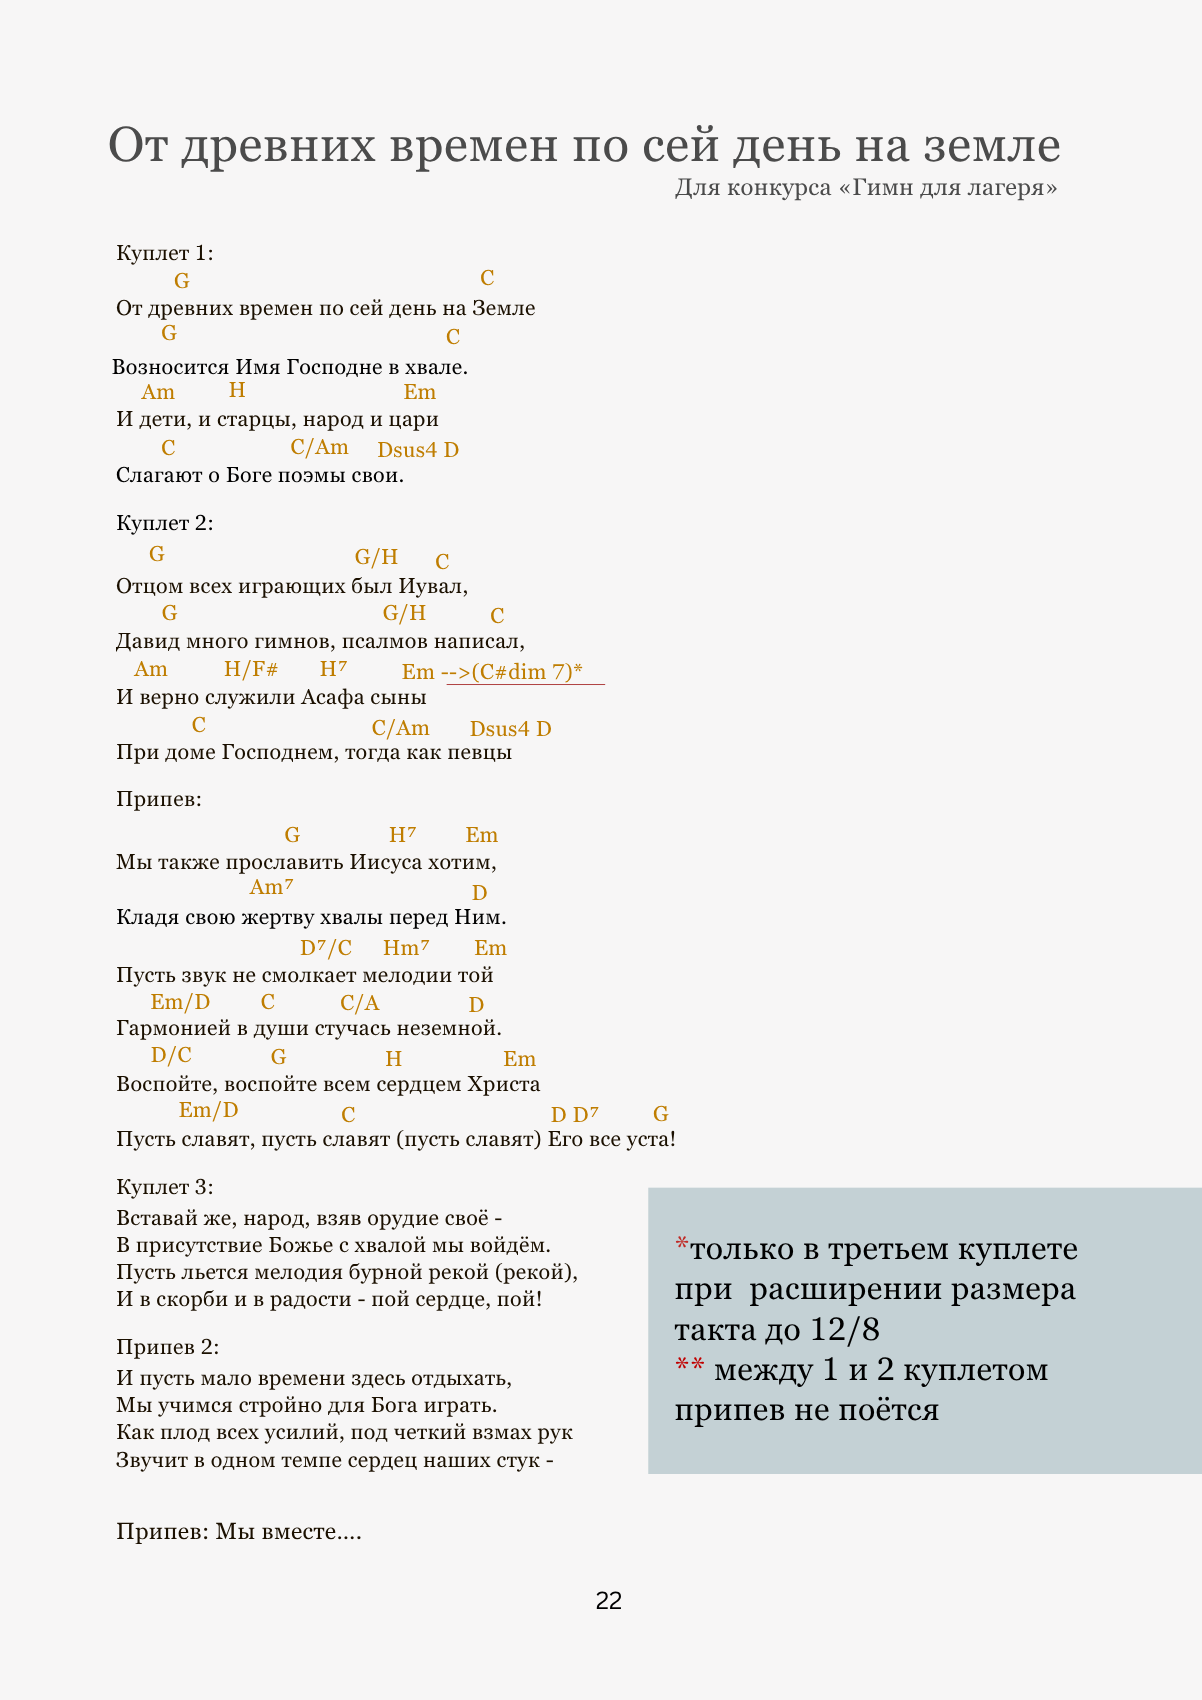 От древних времен по сей день на земле
Для конкурса «Гимн для лагеря»
Куплет 1:
G C
От древних времен по сей день на Земле
G C
Возносится Имя Господне в хвале.
Am H Em
И дети, и старцы, народ и цари
C C/Am Dsus4 D
Слагают о Боге поэмы свои.
Куплет 2:
G G/H C
Отцом всех играющих был Иувал,
G G/H C
Давид много гимнов, псалмов написал,
Am H/F# H7 Em -->(C#dim 7)*
И верно служили Асафа сыны
C C/Am Dsus4 D
При доме Господнем, тогда как певцы
Припев:
G H7 Em
Мы также прославить Иисуса хотим,
Am7 D
Кладя свою жертву хвалы перед Ним.
D7/C Hm7 Em
Пусть звук не смолкает мелодии той
Em/D C C/A D
Гармонией в души стучась неземной.
D/C G H Em
Воспойте, воспойте всем сердцем Христа
Em/D C D D7 G
Пусть славят, пусть славят (пусть славят) Его все уста!
Куплет 3:
Вставай же, народ, взяв орудие своё -
В присутствие Божье с хвалой мы войдём.
Пусть льется мелодия бурной рекой (рекой),
И в скорби и в радости - пой сердце, пой!
Припев 2:
И пусть мало времени здесь отдыхать,
Мы учимся стройно для Бога играть.
Как плод всех усилий, под четкий взмах рук
Звучит в одном темпе сердец наших стук -
Припев: Мы вместе....
*только в третьем куплете
при расширении размера
такта до 12/8
** между 1 и 2 куплетом
припев не поётся
22